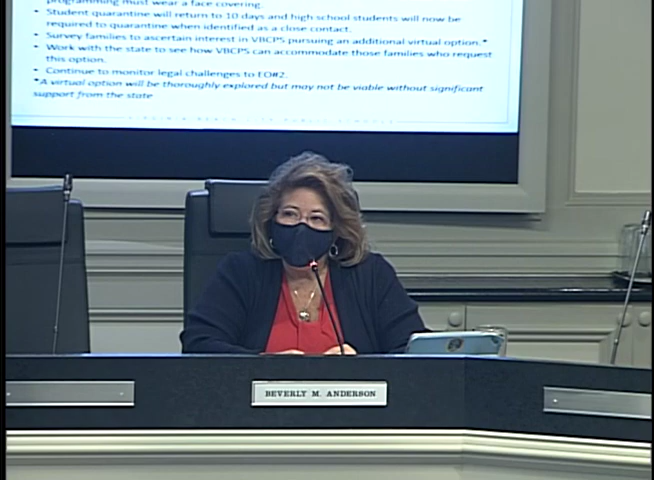 programming must wear a face covering.
• Student quarantine will return to 10 days and high school students will now be
required to quarantine when identified as a close contact.
• Survey families to ascertain interest in VBCPS pursuing an additional virtual option.*
• Work with the state to see how VBCPS can accommodate those families who request
this option.
• Continue to monitor legal challenges to EO#2.
*A virtual option will be thoroughly explored but may not be viable without significant
support from the state
BEVERLY M. ANDERSON